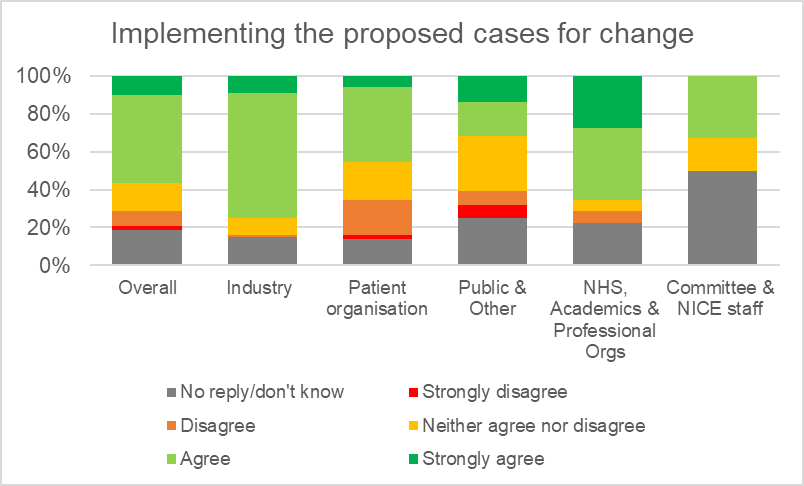 Implementing the proposed cases for change
100%
80%
60%
40%
20%
0%
Overall
Industry
Patient
organisation
Public &
Other
NHS,
Academics &
Professional
Orgs
Committee &
NICE staff
No reply/don't know
Strongly disagree
Disagree
Neither agree nor disagree
Agree
Strongly agree